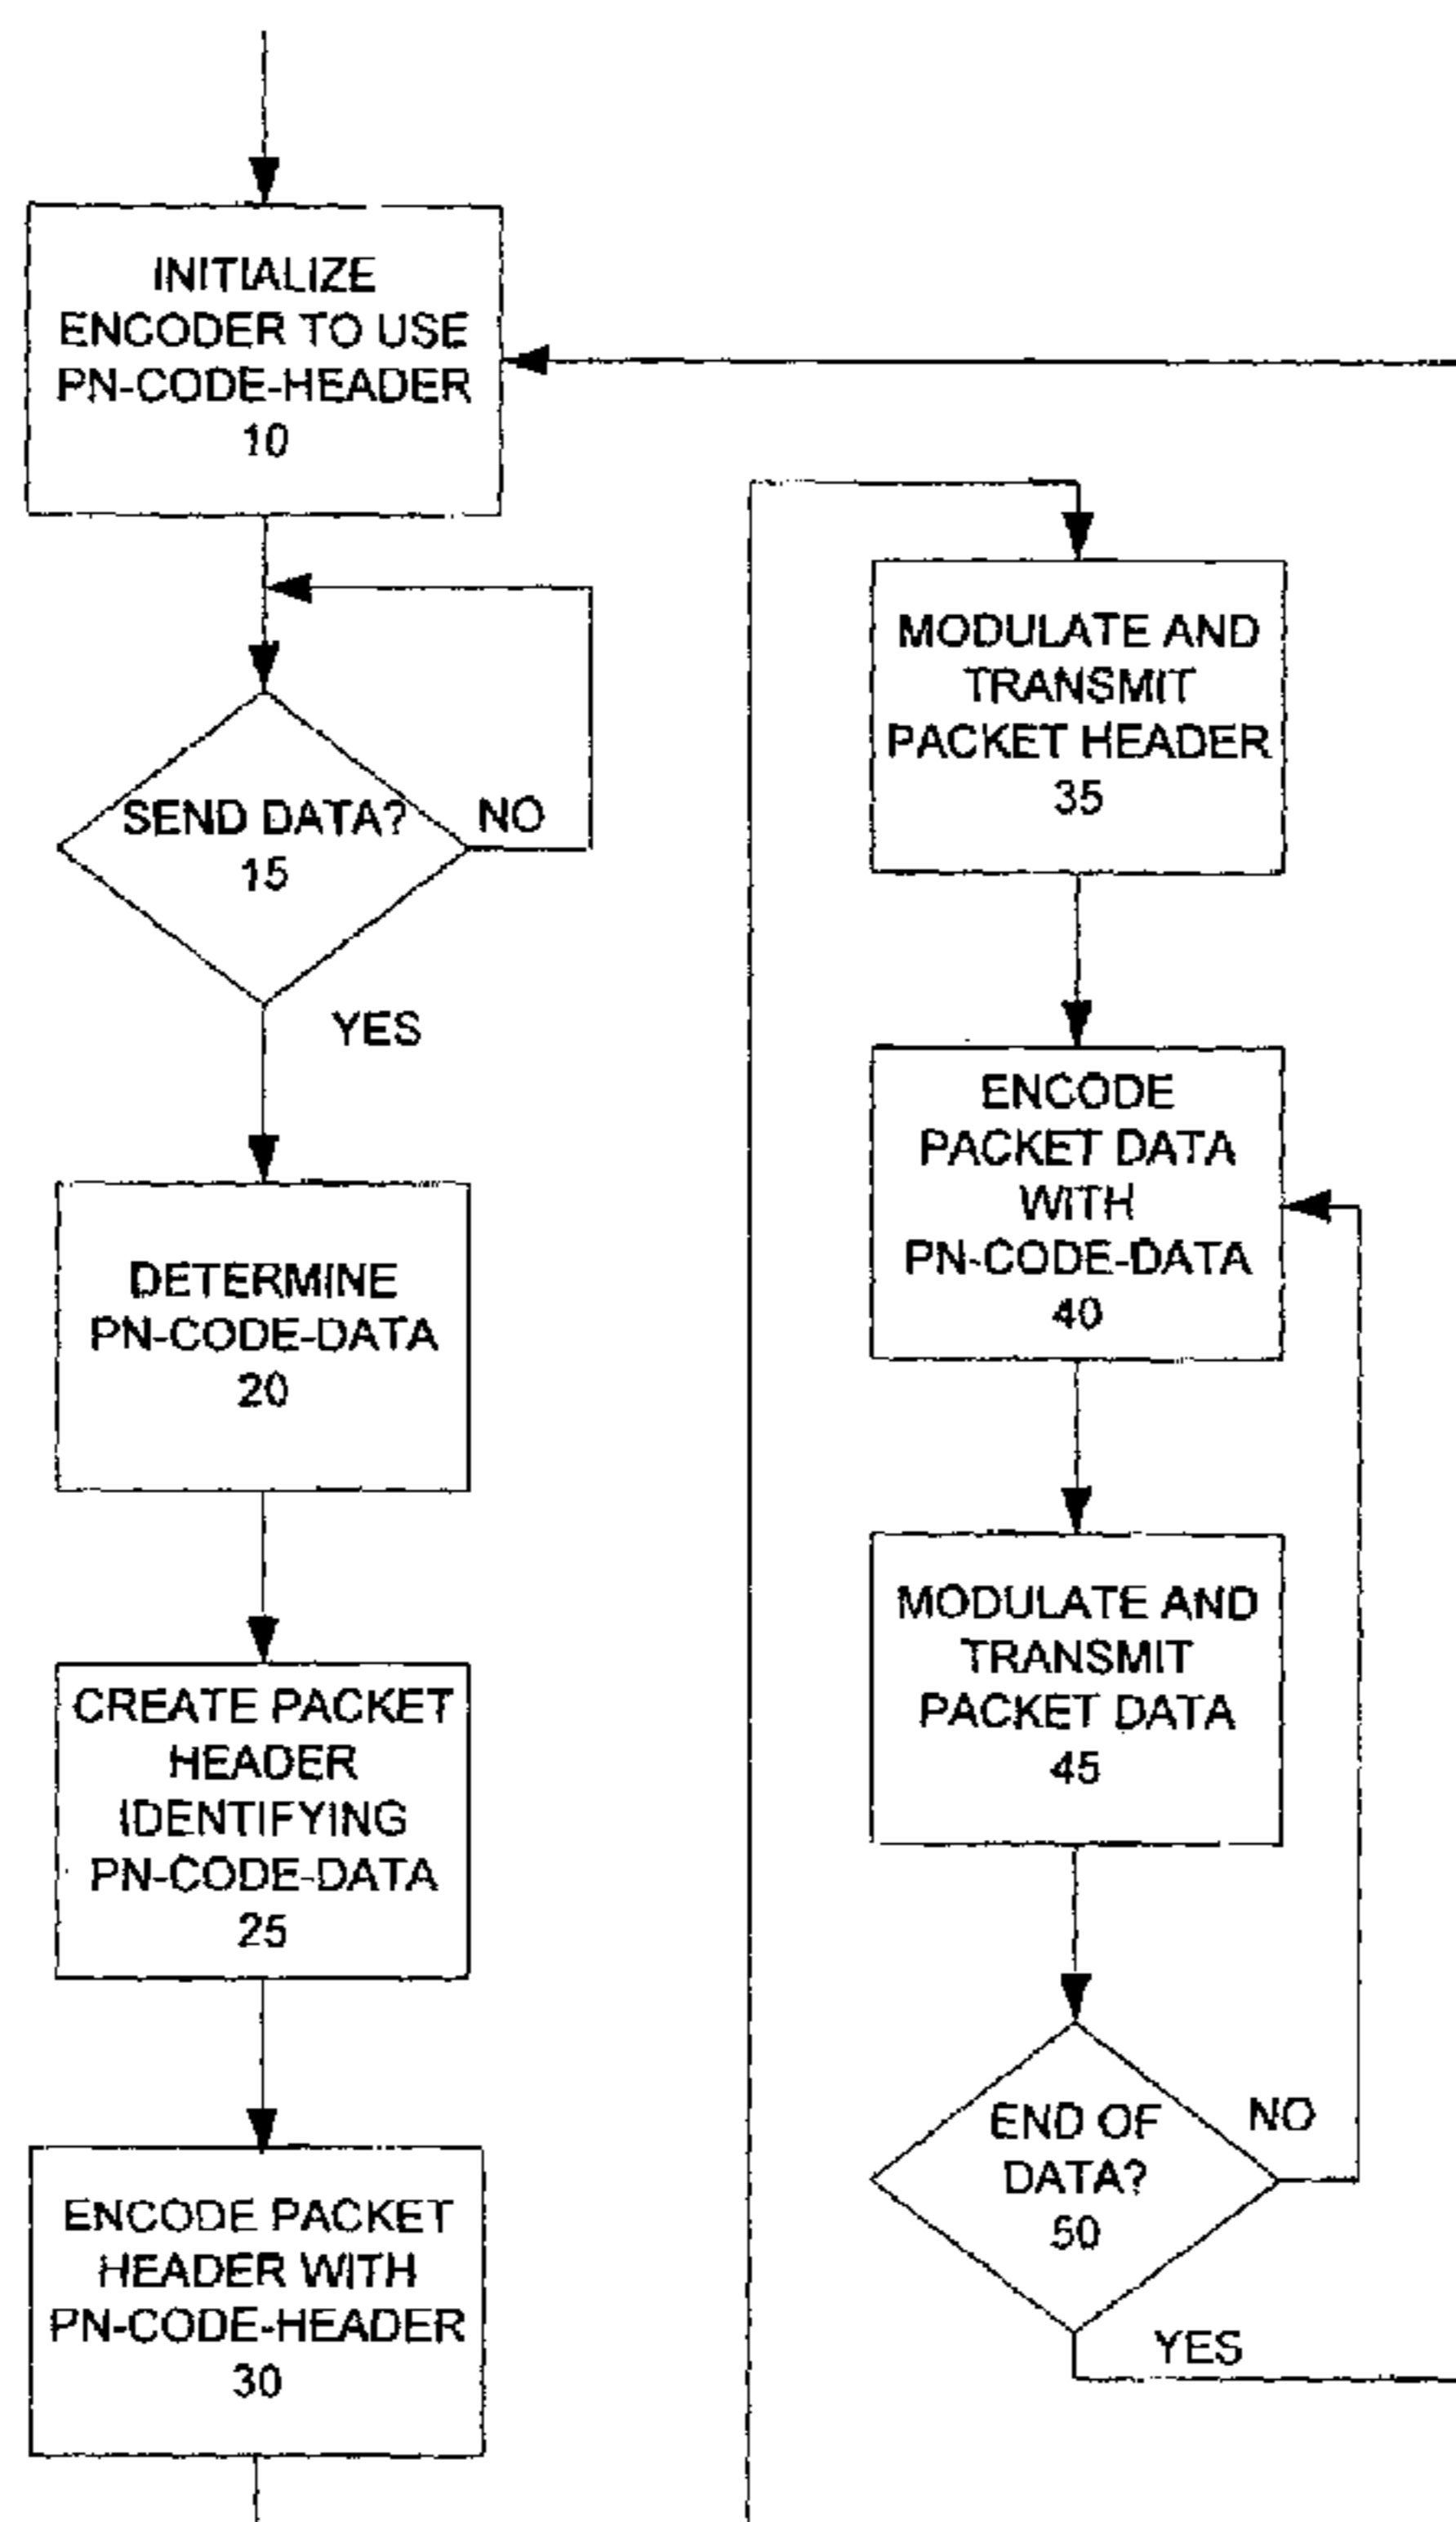 INITIALIZE
ENCODER TO USE
PN-CODE-HEADER
10
SEND DATA?
15
NO
YES
DETERMINE
PN-CODE-DATA
20
CREATE PACKET
HEADER
IDENTIFYING
PN-CODE-DATA
25
ENCODE PACKET
HEADER WITH
PN-CODE-HEADER
30
MODULATE AND
TRANSMIT
PACKET HEADER
35
ENCODE
PACKET DATA
WITH
PN-CODE-DATA
40
MODULATE AND
TRANSMIT
PACKET DATA
45
END OF
DATA?
50
NO
YES